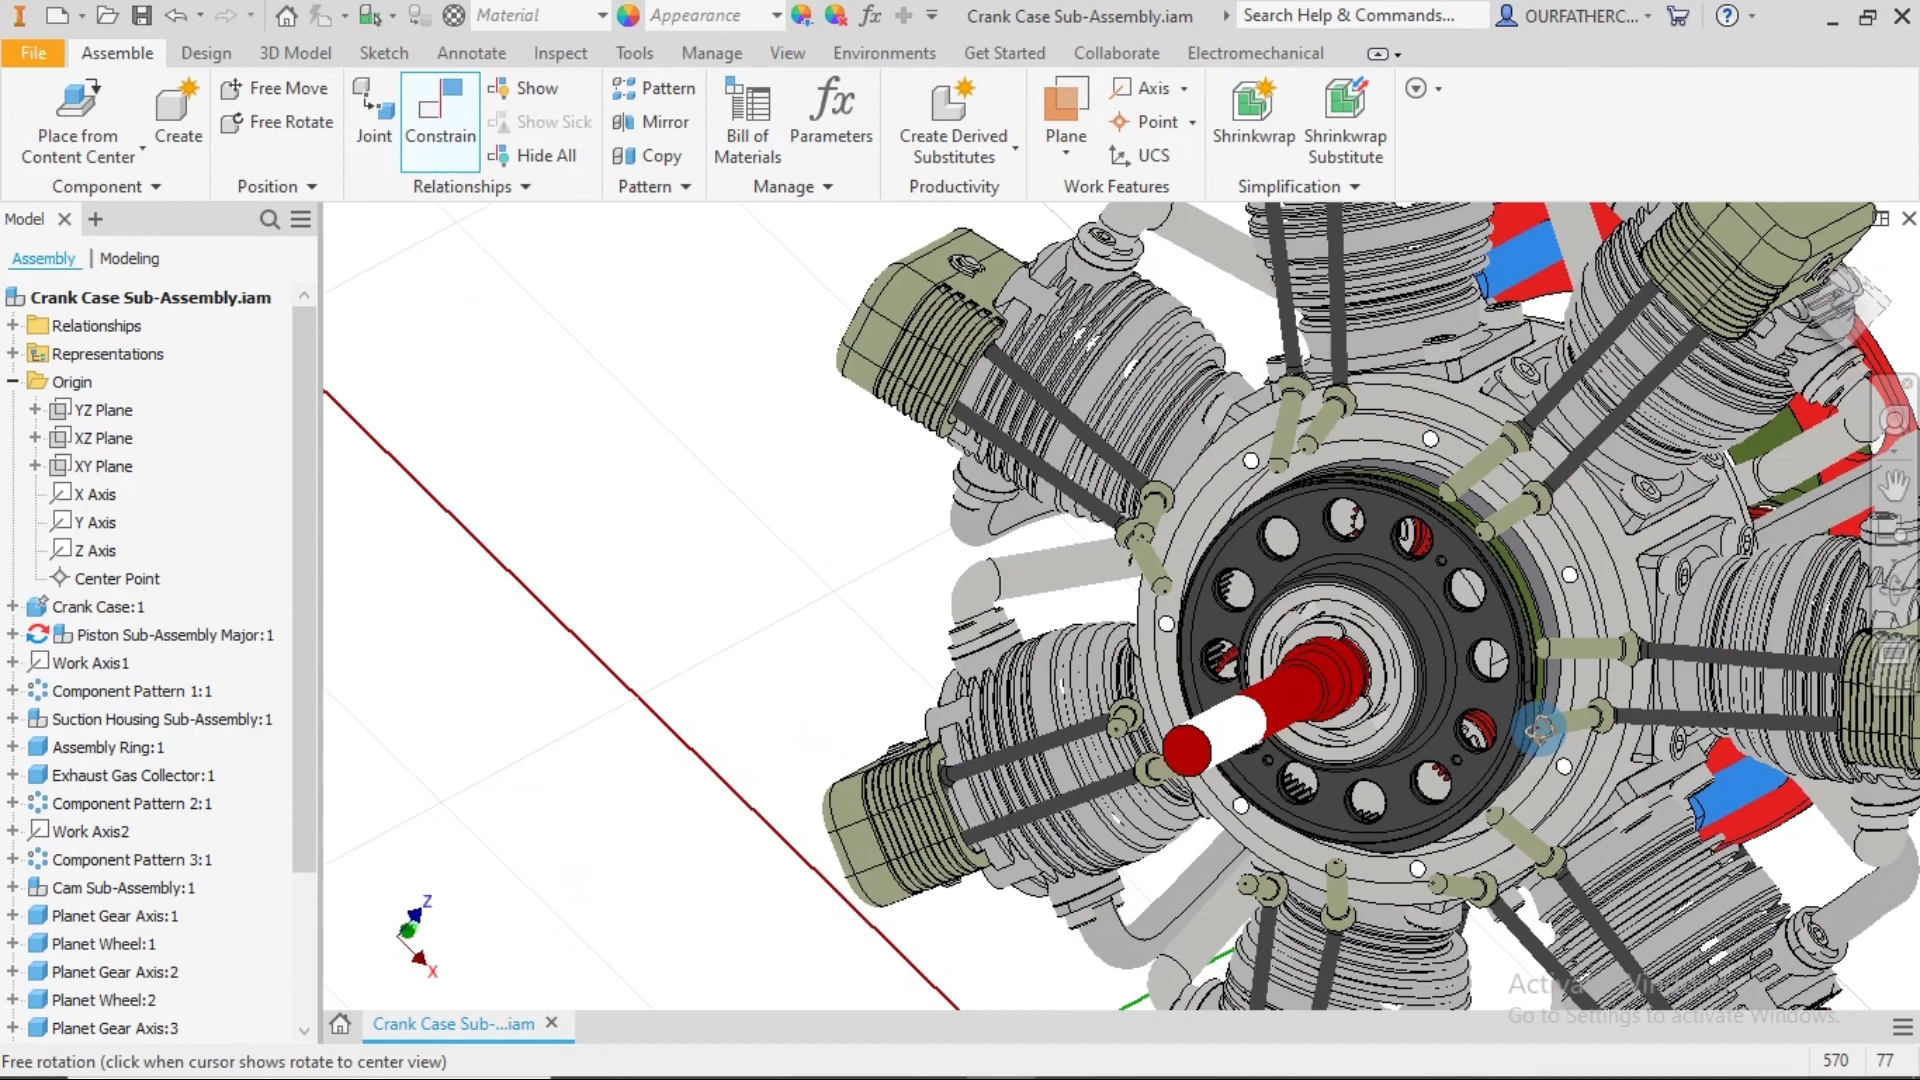 Material
Appearance
Crank Case Sub-Assembly.iam
Search Help & Commands...
OURFATHERC...
File
Assemble
Design
3D Model
Sketch
Annotate
Inspect
Tools
Manage
View
Environments
Get Started
Collaborate
Electromechanical
Place from
Content Center
Create
Free Move
Free Rotate
Joint
Constrain
Show
Show Sick
Hide All
Pattern
Mirror
Copy
Bill of
Materials
fx
Parameters
Create Derived
Substitutes
Plane
Axis
Point
UCS
Shrinkwrap
Shrinkwrap
Substitute
Component
Position
Relationships
Pattern
Manage
Productivity
Work Features
Simplification
Model
Assembly
Modeling
Crank Case Sub-Assembly.iam
Relationships
Representations
Origin
YZ Plane
XZ Plane
XY Plane
X Axis
Y Axis
Z Axis
Center Point
Crank Case:1
Piston Sub-Assembly Major:1
Work Axis1
Component Pattern 1:1
Suction Housing Sub-Assembly:1
Assembly Ring:1
Exhaust Gas Collector:1
Component Pattern 2:1
Work Axis2
Component Pattern 3:1
Cam Sub-Assembly:1
Planet Gear Axis:1
Planet Wheel:1
Planet Gear Axis:2
Planet Wheel:2
Planet Gear Axis:3
Z
X
Go to Settings to activate Windows.
Crank Case Sub-...iam
Free rotation (click when cursor shows rotate to center view)
570
77